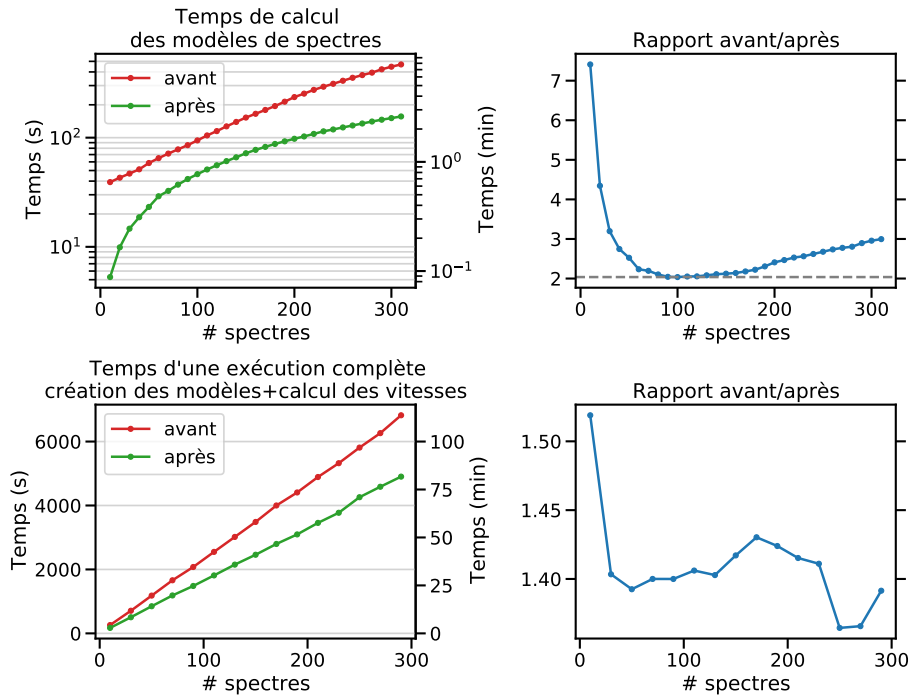 Temps de calcul
des modèles de spectres
avant
après
10²
10¹
Temps (s)
10⁰
10⁻¹
Temps (min)
0
100
200
300
# spectres
Rapport avant/après
7
6
5
4
3
2
0
200
300
# spectres
Temps d'une exécution complète
création des modèles+calcul des vitesses
avant
après
6000
4000
2000
0
Temps (s)
100
75
50
25
0
Temps (min)
0
100
200
300
# spectres
Rapport avant/après
1.50
1.45
1.40
0
100
200
300
# spectres